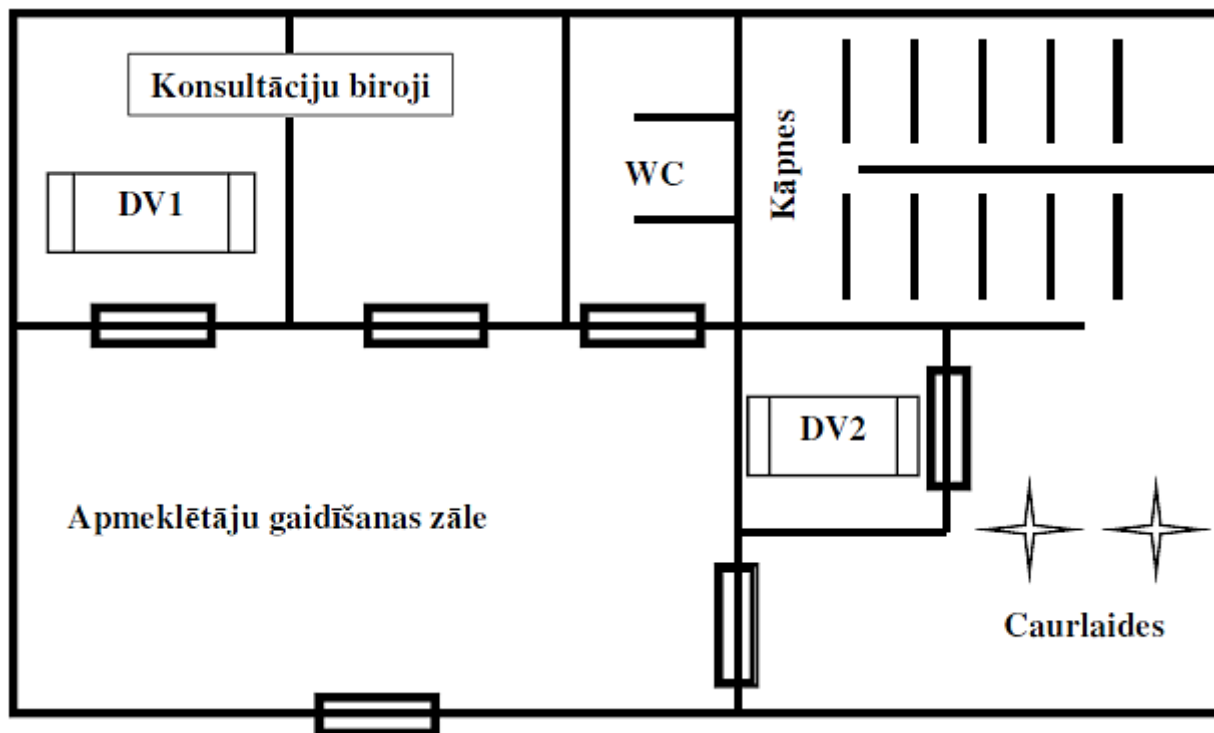 Konsultāciju biroji
DV1
WC
Kāpnes
DV2
Apmeklētāju gaidīšanas zāle
Caurlaides